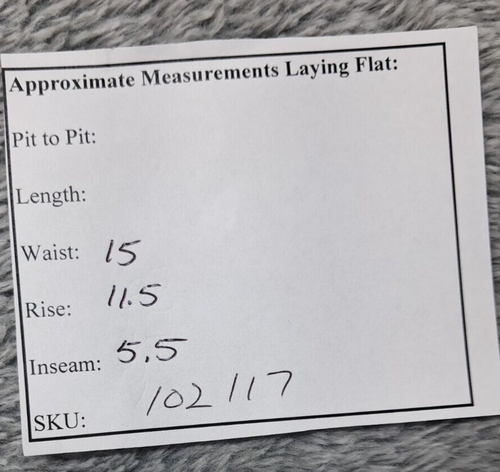 Approximate Measurements Laying Flat:
Pit to Pit:
Length:
Waist: 15
Rise: 11.5
Inseam: 5.5
SKU: 102117